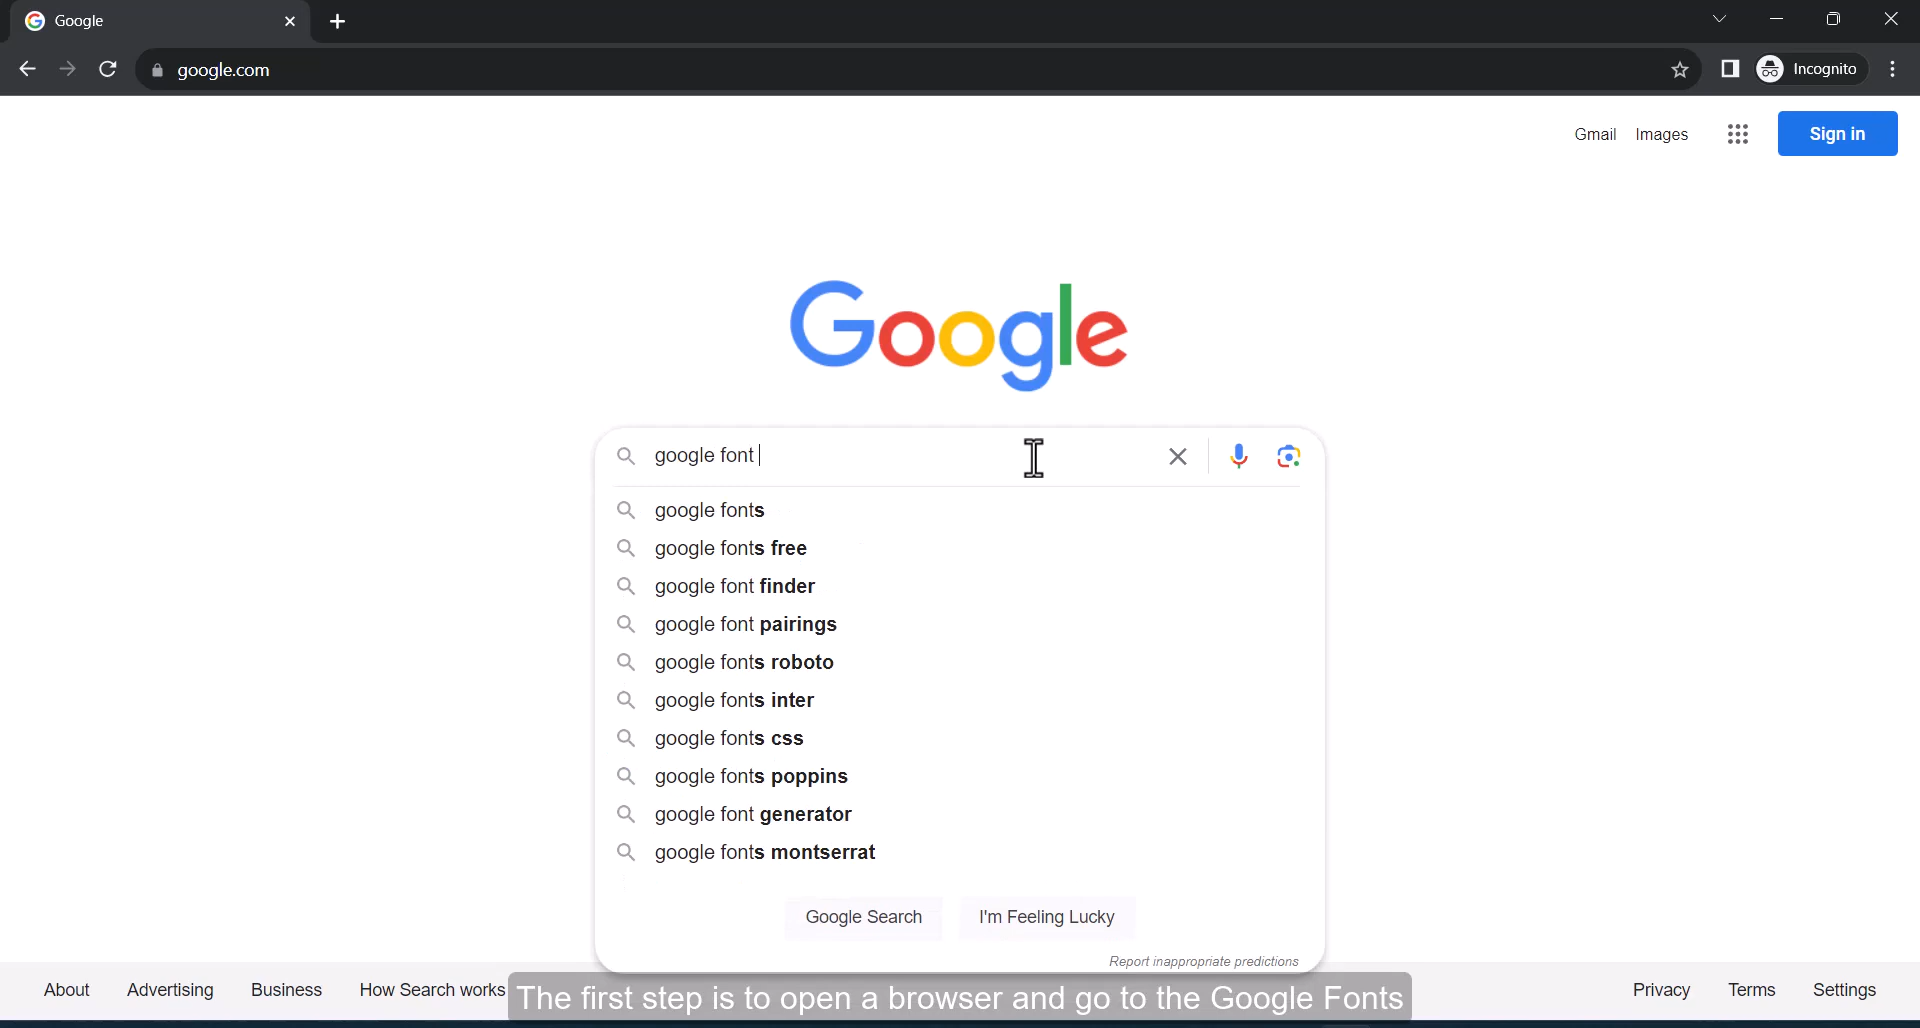 Google
google.com
Incognito
Gmail Images
Sign in
Google
google font
google fonts
google fonts free
google font finder
google font pairings
google fonts roboto
google fonts inter
google fonts css
google fonts poppins
google font generator
google fonts montserrat
Google Search I'm Feeling Lucky
Report inappropriate predictions
About Advertising Business How Search works
The first step is to open a browser and go to the Google Fonts
Privacy Terms Settings